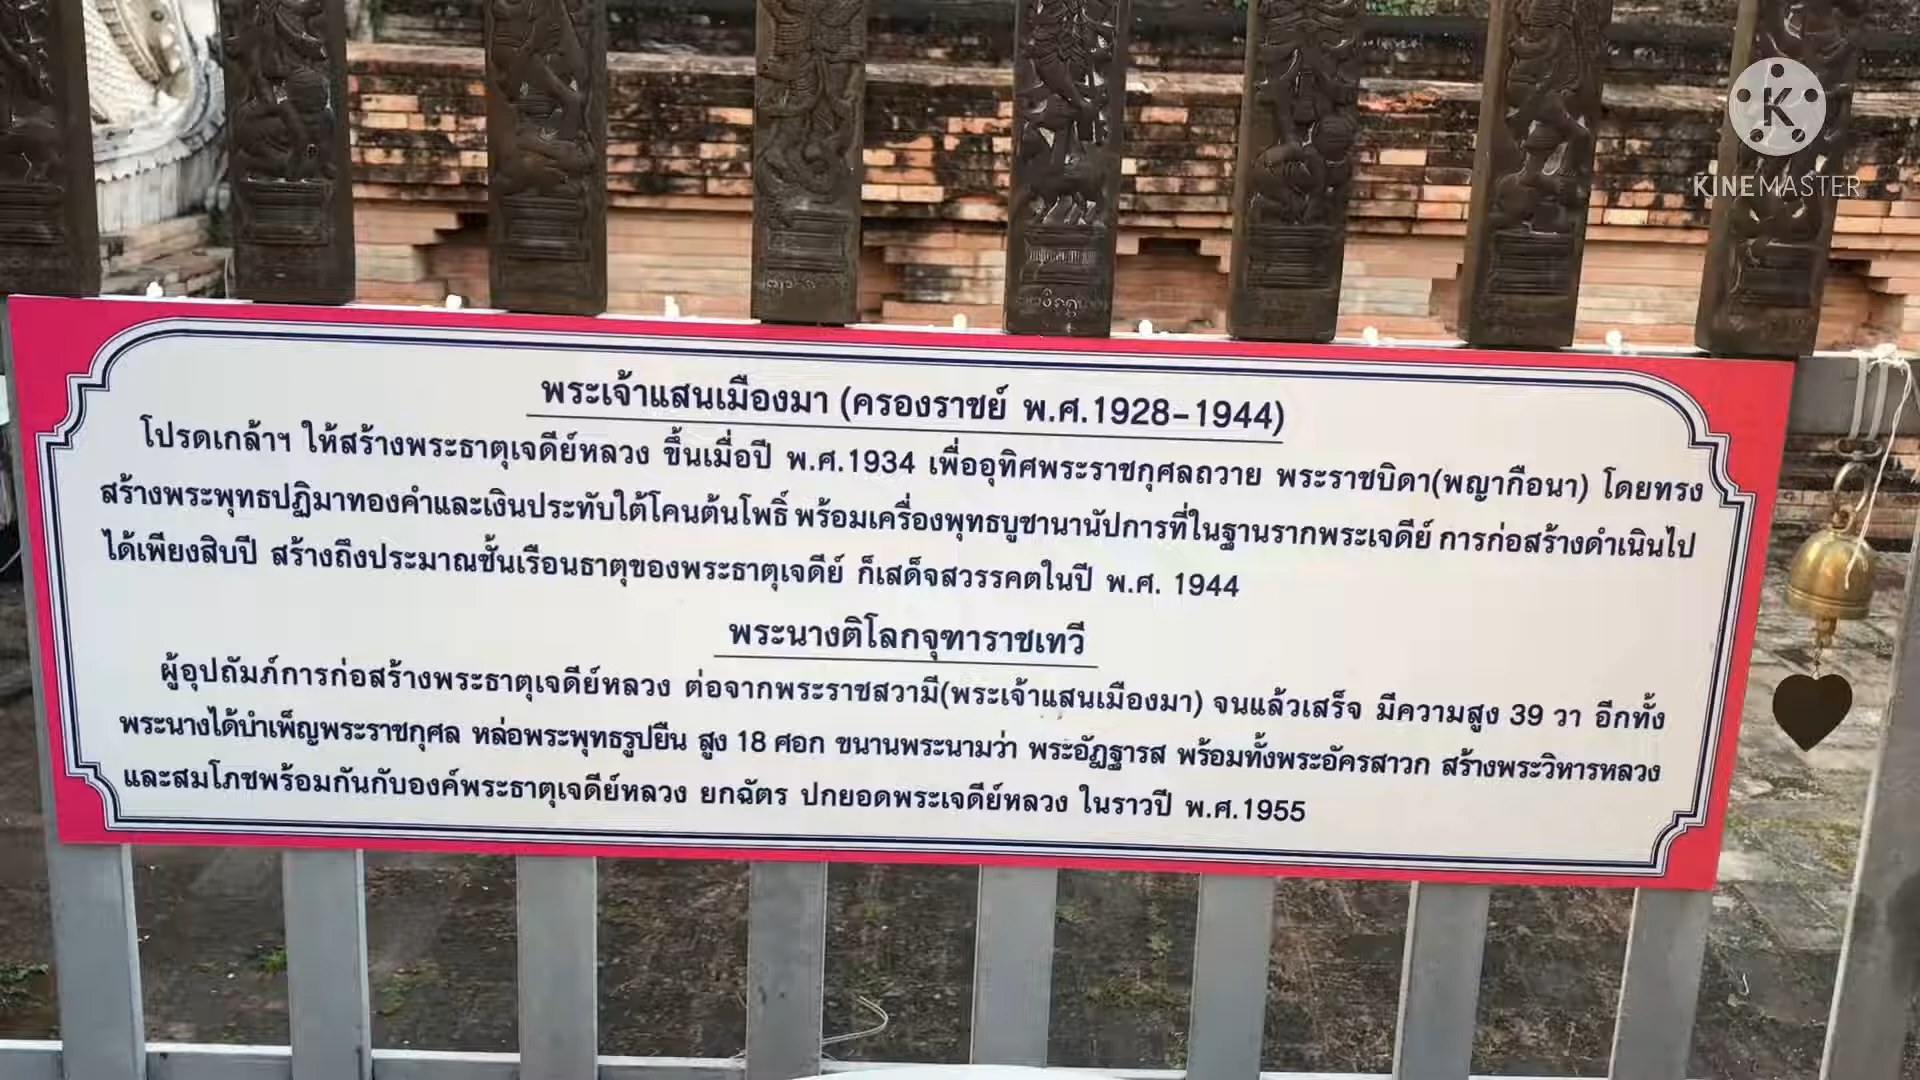 KINEMASTER
พระเจ้าแสนเมืองมา (ครองราชย์ พ.ศ.1928-1944)
โปรดเกล้าฯ ให้สร้างพระธาตุเจดีย์หลวง ขึ้นเมื่อปี พ.ศ.1934 เพื่ออุทิศพระราชกุศลถวาย พระราชบิดา(พญากือนา) โดยทรง
สร้างพระพุทธปฏิมาทองคำและเงินประทับใต้โคนต้นโพธิ์ พร้อมเครื่องพุทธบูชานานัปการที่ในฐานรากพระเจดีย์ การก่อสร้างดำเนินไป
ได้เพียงสิบปี สร้างถึงประมาณชั้นเรือนธาตุของพระธาตุเจดีย์ ก็เสด็จสวรรคตในปี พ.ศ. 1944
พระนางติโลกจุฑาราชเทวี
ผู้อุปถัมภ์การก่อสร้างพระธาตุเจดีย์หลวง ต่อจากพระราชสวามี(พระเจ้าแสนเมืองมา) จนแล้วเสร็จ มีความสูง 39 วา อีกทั้ง
พระนางได้บำเพ็ญพระราชกุศล หล่อพระพุทธรูปยืน สูง 18 ศอก ขนานพระนามว่า พระอัฏฐารส พร้อมทั้งพระอัครสาวก สร้างพระวิหารหลวง
และสมโภชพร้อมกันกับองค์พระธาตุเจดีย์หลวง ยกฉัตร ปกยอดพระเจดีย์หลวง ในราวปี พ.ศ.1955